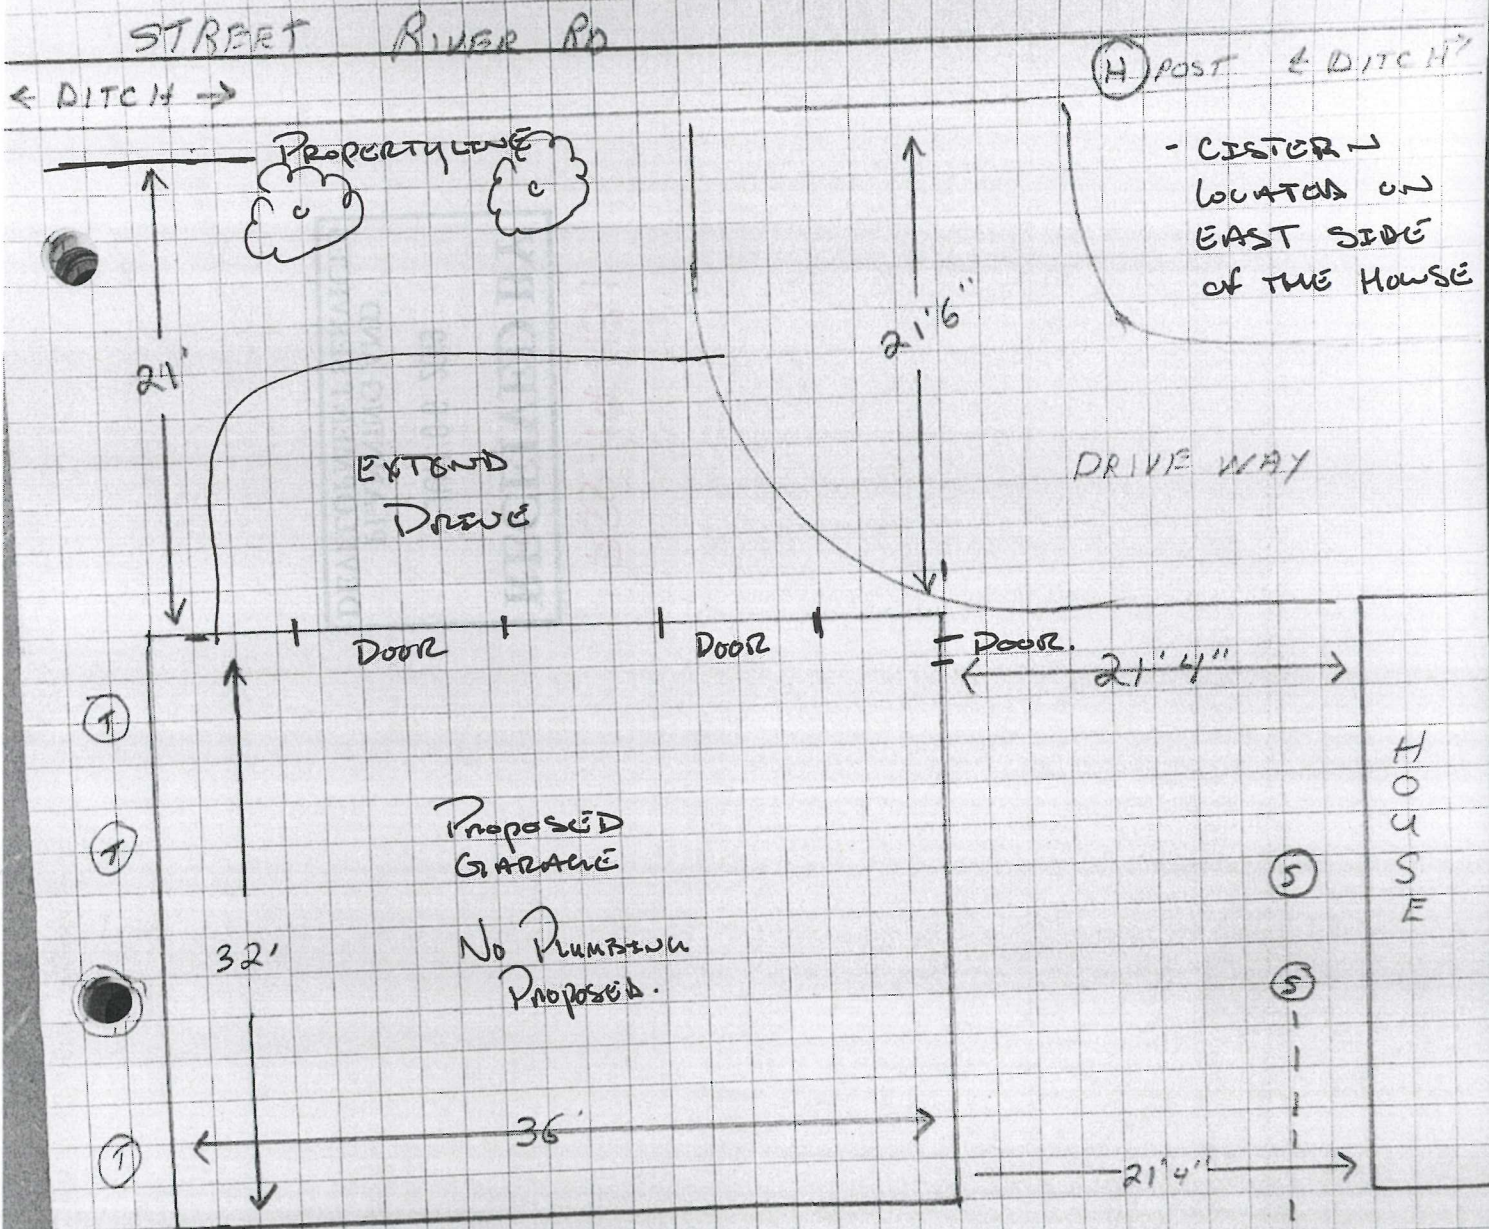 STREET RIVER RD
← DITCH →
H POST ← DITCH →
PROPERTY LINE
C C
- CISTERN
LOCATED ON
EAST SIDE
OF THE HOUSE
21'
21'6"
EXTEND
DRIVE
DRIVE WAY
DOOR DOOR DOOR.
21'4"
T
T
T
PROPOSED
GARAGE
NO PLUMBING
PROPOSED.
32'
36'
S
S
HOUSE
21'4"